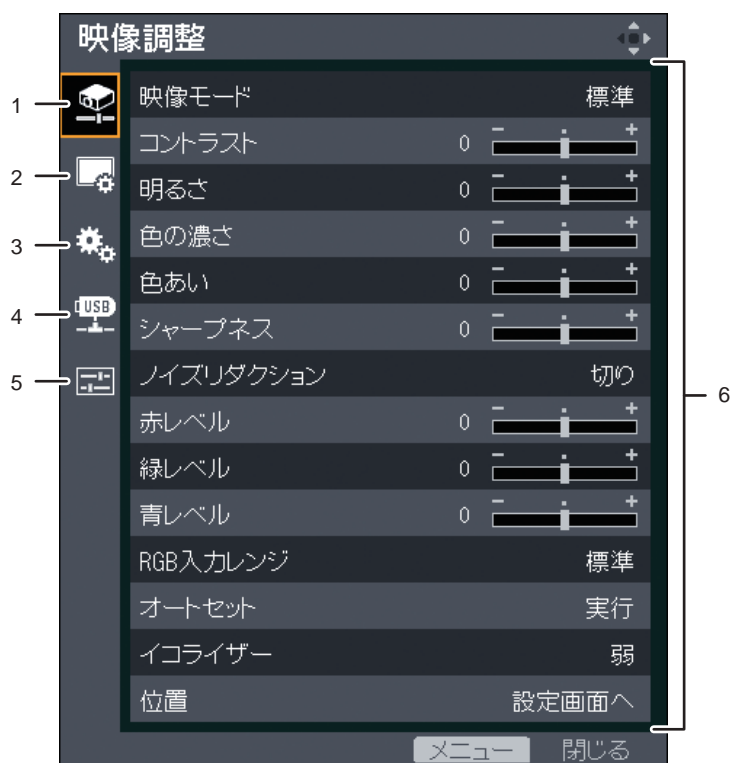 映像調整
1
映像モード 標準
コントラスト 0 - +
2
明るさ 0 - +
3
色の濃さ 0 - +
色あい 0 - +
4
USB
シャープネス 0 - +
5
ノイズリダクション 切の
6
赤レベル 0 - +
緑レベル 0 - +
青レベル 0 - +
RGB入力レンジ 標準
オートセット 実行
イコライザー 弱
位置 設定画面へ
メニュー 閉じる